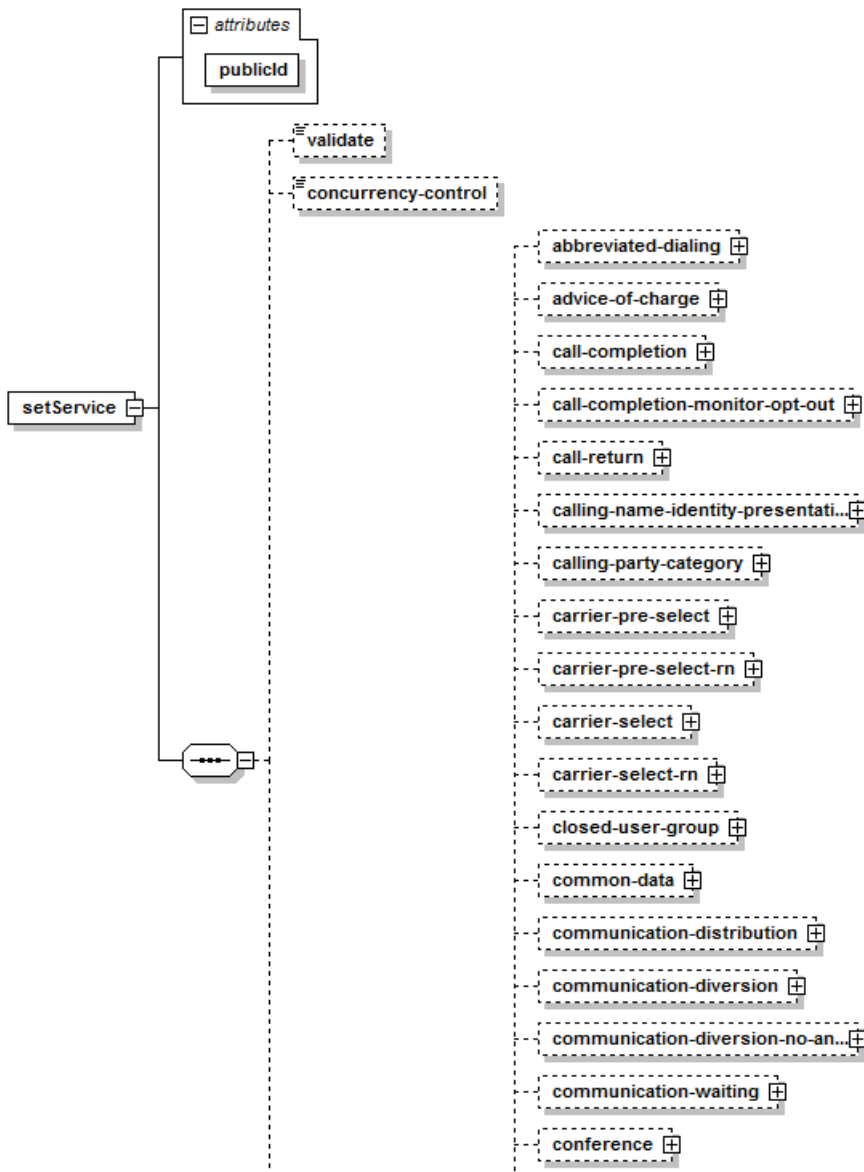 attributes
publicId
validate
concurrency-control
abbreviated-dialing
advice-of-charge
call-completion
setService
call-completion-monitor-opt-out
call-return
calling-name-identity-presentati...
calling-party-category
carrier-pre-select
carrier-pre-select-rn
carrier-select
carrier-select-rn
closed-user-group
common-data
communication-distribution
communication-diversion
communication-diversion-no-an...
communication-waiting
conference